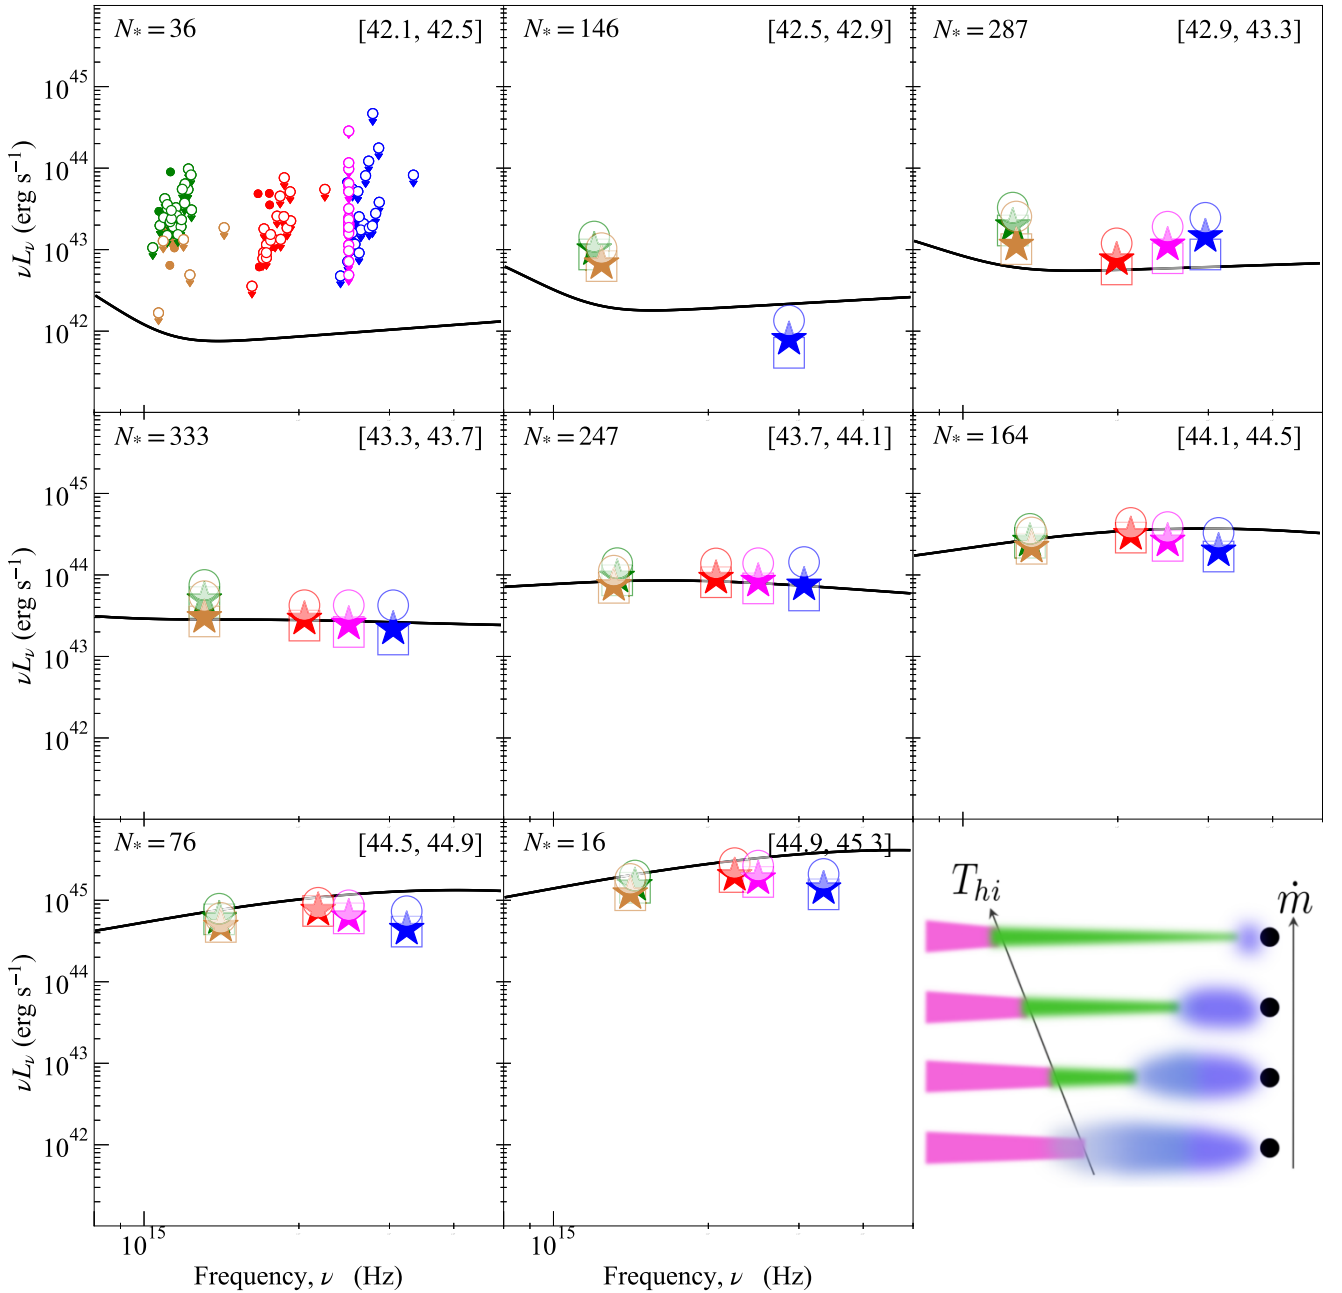 N* = 36 [42.1, 42.5]
N* = 146 [42.5, 42.9]
N* = 287 [42.9, 43.3]
10^45
10^44
10^43
10^42
νL_ν (erg s^−1)
N* = 333 [43.3, 43.7]
N* = 247 [43.7, 44.1]
N* = 164 [44.1, 44.5]
10^45
10^44
10^43
10^42
νL_ν (erg s^−1)
N* = 76 [44.5, 44.9]
N* = 16 [44.9, 45.3]
10^45
10^44
10^43
10^42
νL_ν (erg s^−1)
T_hi
ṁ
10^15
10^15
Frequency, ν (Hz)
Frequency, ν (Hz)